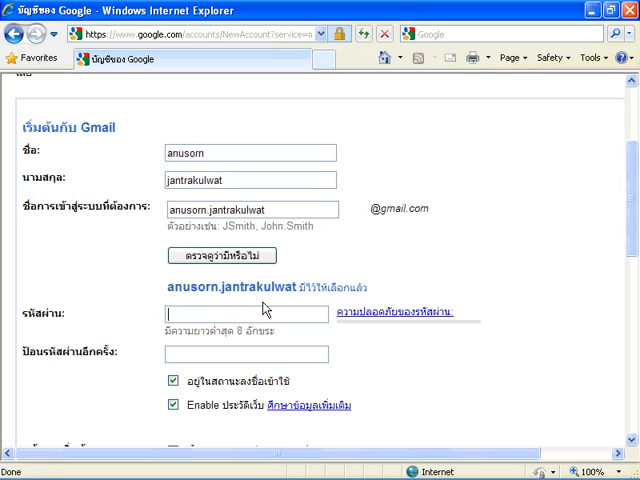 บัญชีของ Google - Windows Internet Explorer
https://www.google.com/accounts/NewAccount?service=n
Google
Favorites
บัญชีของ Google
Page
Safety
Tools
เริ่มต้นกับ Gmail
ชื่อ:
anusorn
นามสกุล:
jantrakulwat
ชื่อการเข้าสู่ระบบที่ต้องการ:
anusorn.jantrakulwat
@gmail.com
ตัวอย่างเช่น: JSmith, John.Smith
ตรวจดูว่ามีหรือไม่
anusorn.jantrakulwat มีไว้ให้เลือกแล้ว
รหัสผ่าน:
ความปลอดภัยของรหัสผ่าน:
มีความยาวต่ำสุด 8 อักขระ
ป้อนรหัสผ่านอีกครั้ง:
อยู่ในสถานะลงชื่อเข้าใช้
Enable ประวัติเว็บ ศึกษาข้อมูลเพิ่มเติม
Done
Internet
100%